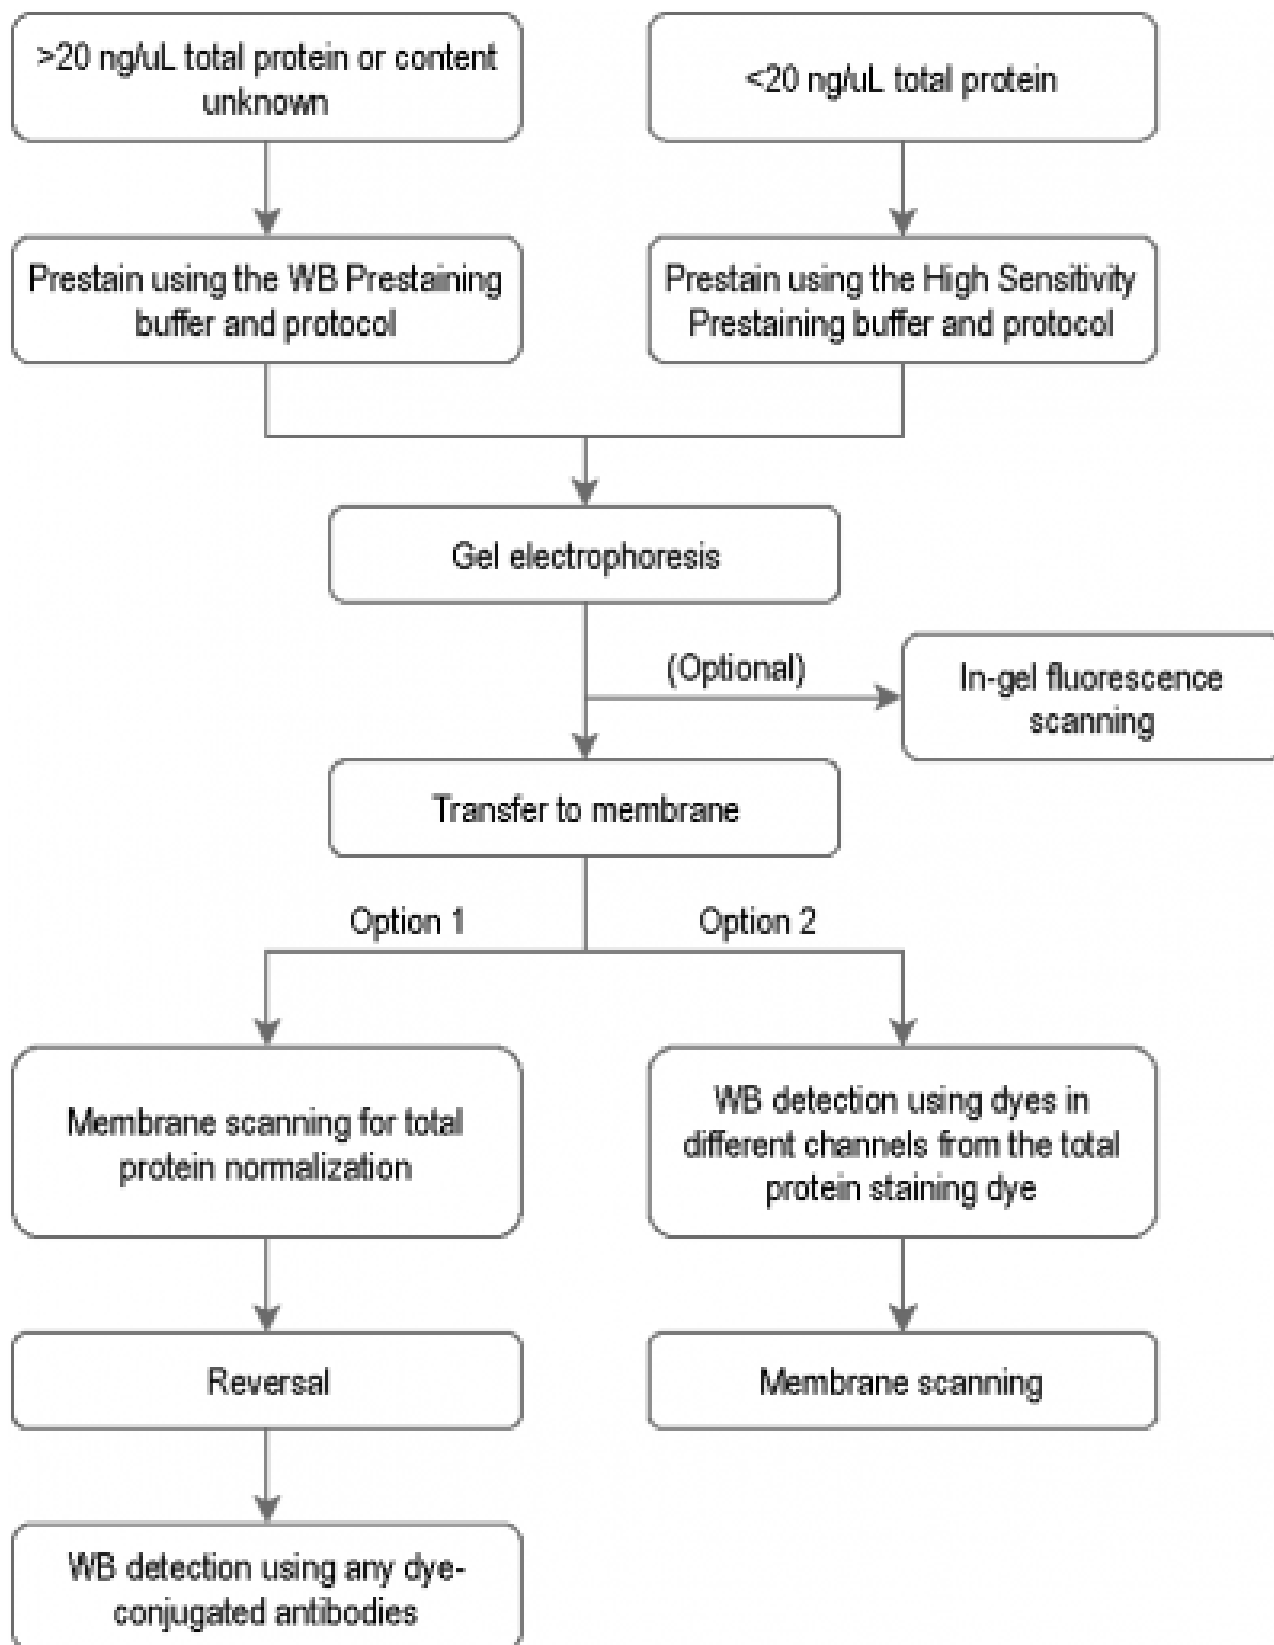 >20 ng/uL total protein or content
unknown
<20 ng/uL total protein
Prestain using the WB Prestaining
buffer and protocol
Prestain using the High Sensitivity
Prestaining buffer and protocol
Gel electrophoresis
(Optional)
In-gel fluorescence
scanning
Transfer to membrane
Option 1
Option 2
Membrane scanning for total
protein normalization
WB detection using dyes in
different channels from the total
protein staining dye
Reversal
Membrane scanning
WB detection using any dye-
conjugated antibodies